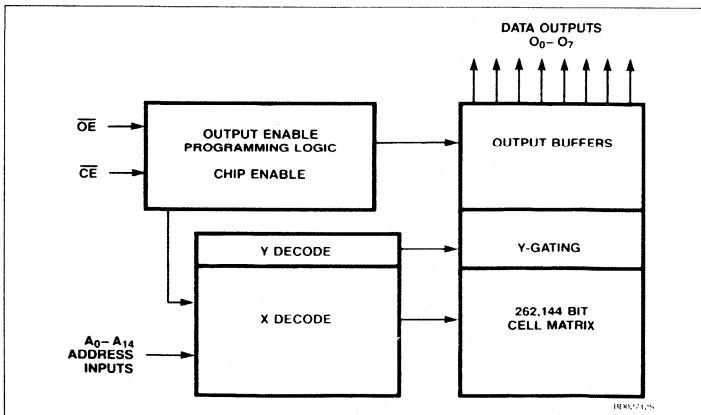 DATA OUTPUTS
O0– O7
OE
OUTPUT ENABLE
PROGRAMMING LOGIC
OUTPUT BUFFERS
CE
CHIP ENABLE
Y DECODE
Y-GATING
X DECODE
262,144 BIT
CELL MATRIX
A0– A14
ADDRESS
INPUTS
BD02712S